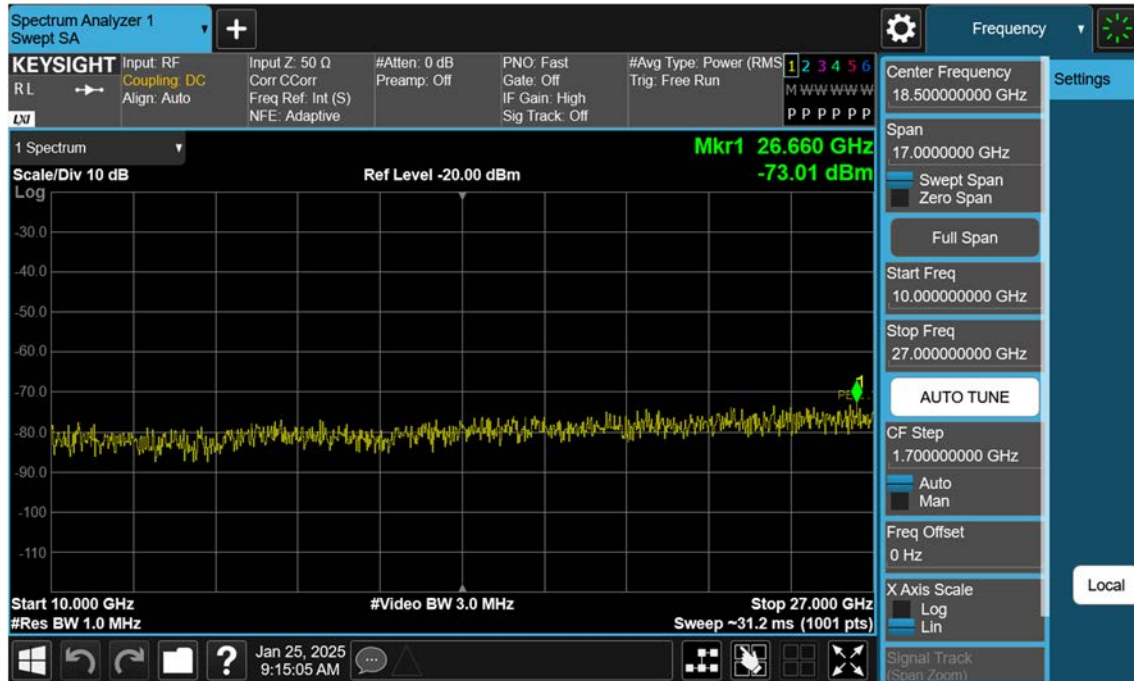 Spectrum Analyzer 1
Swept SA
Frequency
KEYSIGHT
RL
LXI
Input: RF
Coupling: DC
Align: Auto
Input Z: 50 Ω
Corr CCorr
Freq Ref: Int (S)
NFE: Adaptive
#Atten: 0 dB
Preamp: Off
PNO: Fast
Gate: Off
IF Gain: High
Sig Track: Off
#Avg Type: Power (RMS
Trig: Free Run
1 2 3 4 5 6
M W W W W W
P P P P P P
1 Spectrum
Scale/Div 10 dB
Ref Level -20.00 dBm
Mkr1 26.660 GHz
-73.01 dBm
Log
-30.0
-40.0
-50.0
-60.0
-70.0
-80.0
-90.0
-100
-110
1
Start 10.000 GHz
#Res BW 1.0 MHz
#Video BW 3.0 MHz
Stop 27.000 GHz
Sweep ~31.2 ms (1001 pts)
Center Frequency
18.500000000 GHz
Span
17.0000000 GHz
Swept Span
Zero Span
Full Span
Start Freq
10.000000000 GHz
Stop Freq
27.000000000 GHz
AUTO TUNE
CF Step
1.700000000 GHz
Auto
Man
Freq Offset
0 Hz
X Axis Scale
Log
Lin
Signal Track
(Span Zoom)
Settings
Local
?
Jan 25, 2025
9:15:05 AM